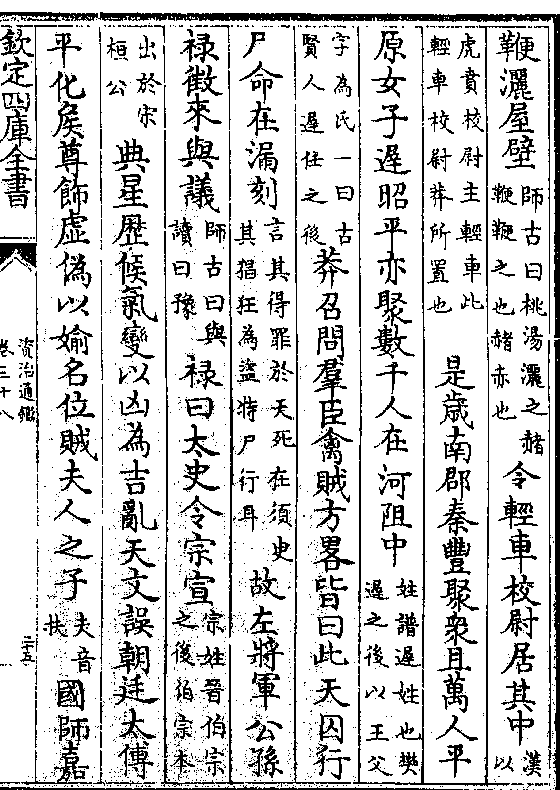 鞭灑屋壁師古曰桃湯灑之赭鞭鞭之也赭赤也令輕車校尉居其中漢以
虎賁校尉主輕車此輕車校尉莽所置也是歲南郡秦豐聚衆且萬人平
原女子遲昭平亦聚數千人在河阻中姓譜遲姓也樊遲之後以王父
字為氏一曰古賢人遲任之後莽召問羣臣禽賊方畧皆曰此天囚行
尸命在漏刻言其得罪於天死在須史其猖狂為盜特尸行耳故左將軍公孫
禄徵來與議師古曰與讀曰豫禄曰太史令宗宣宗姓晉伯宗之後伯宗本
出於宋桓公典星歴候氣變以凶為吉亂天文誤朝廷太傅
平化侯尊飾虛偽以媮名位賊夫人之子夫音扶國師嘉
欽定四庫全書
資治通鑑
卷三十八
二十五